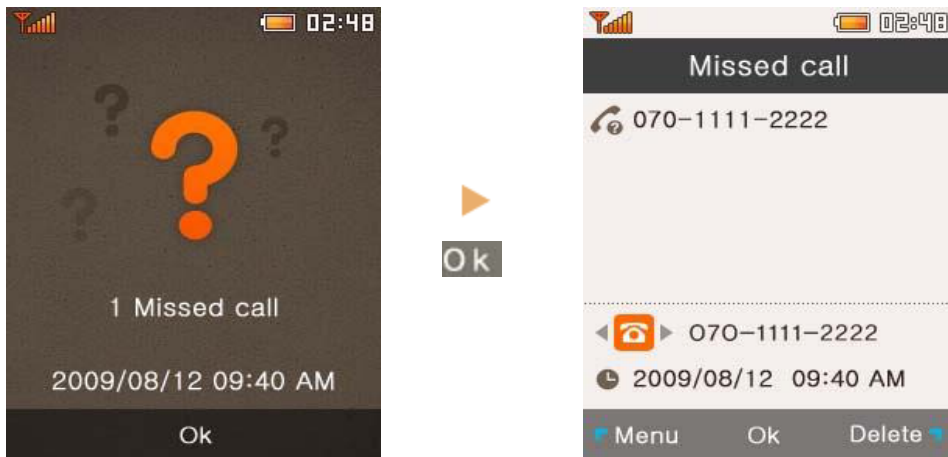 02:48
1 Missed call
2009/08/12 09:40 AM
Ok
Ok
02:48
Missed call
070-1111-2222
070-1111-2222
2009/08/12 09:40 AM
Menu Ok Delete